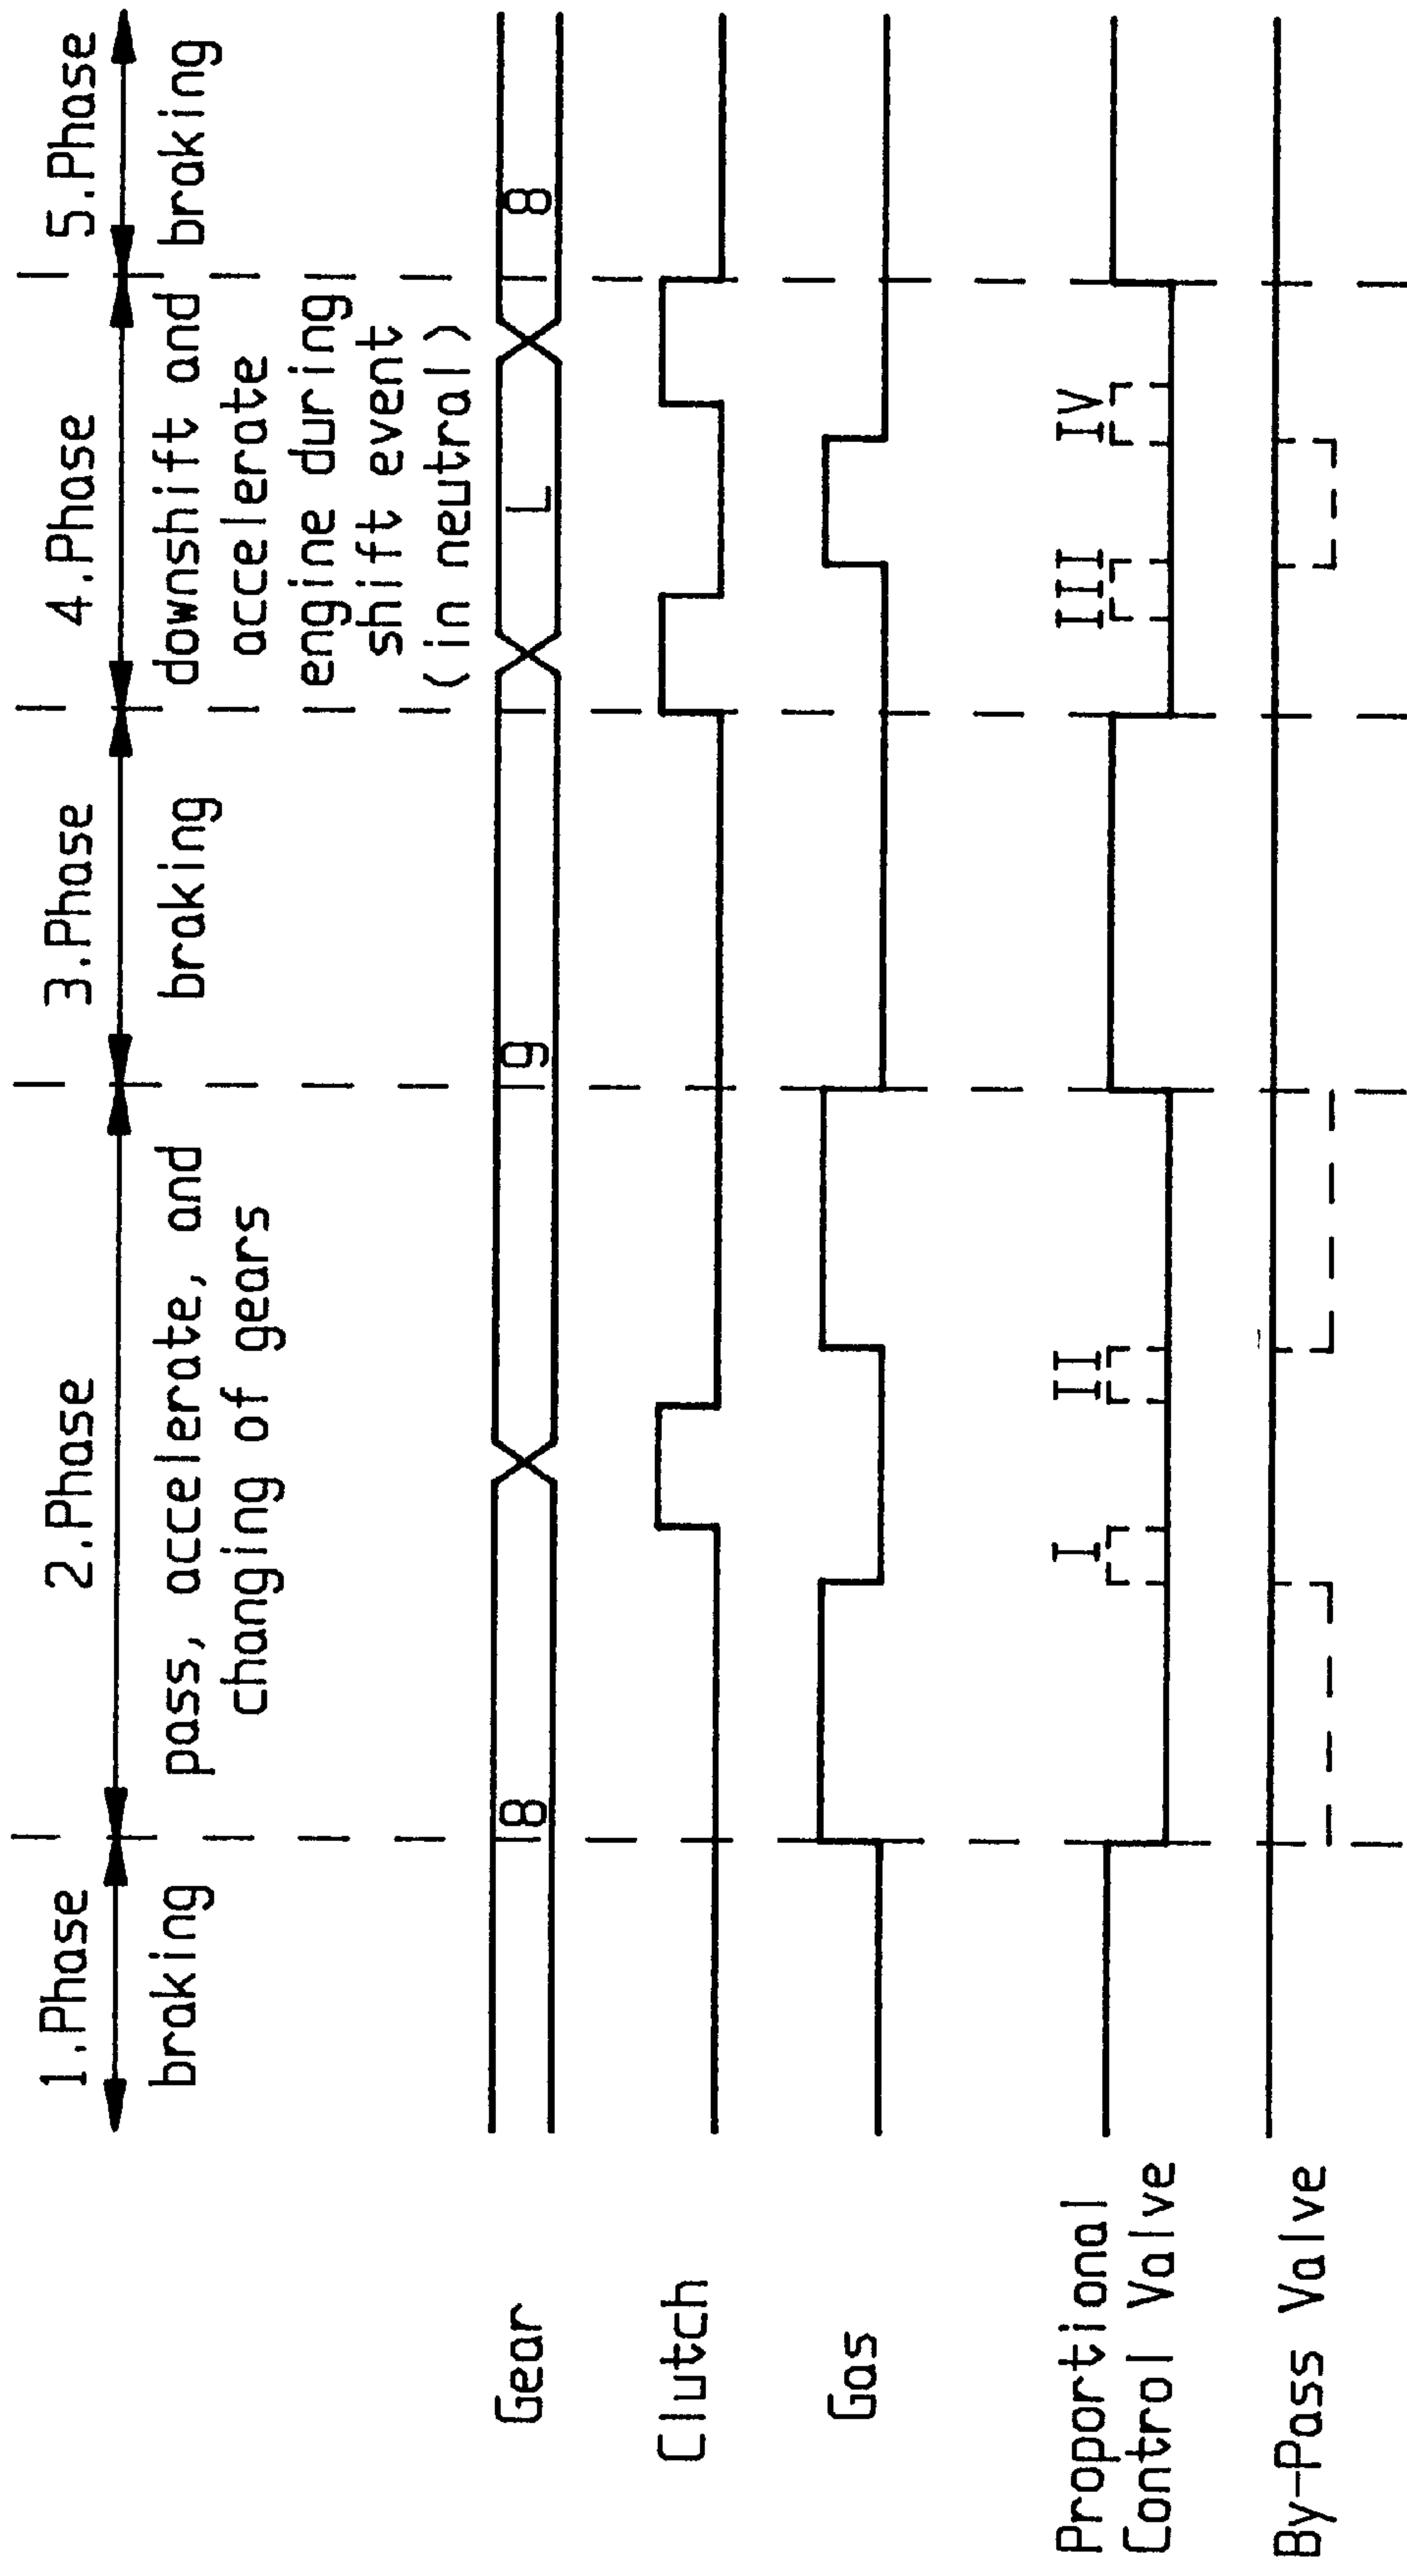 1.Phase
2.Phase
3.Phase
4.Phase
5.Phase
braking
pass, accelerate, and
changing of gears
braking
downshift and
accelerate
engine during
shift event
(in neutral)
braking
Gear
8
9
L
8
Clutch
Gas
Proportional
Control Valve
I
II
III
IV
By-Pass Valve